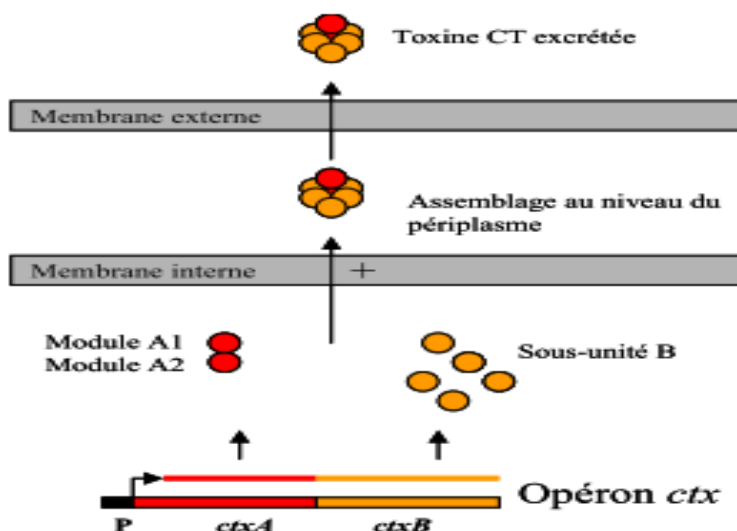 Toxine CT excrétée
Membrane externe
Assemblage au niveau du
périplasme
Membrane interne +
Module A1
Module A2
Sous-unité B
Opéron ctx
P ctxA ctxB